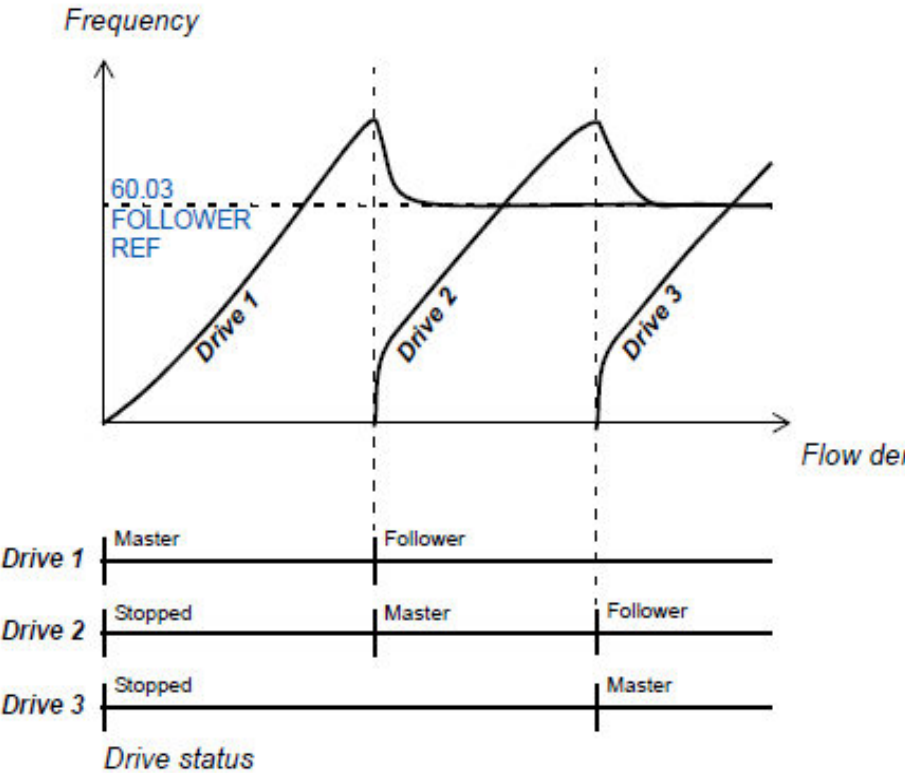 Frequency
60.03
FOLLOWER
REF
Drive 1
Drive 2
Drive 3
Flow
Drive 1
Master
Follower
Drive 2
Stopped
Master
Follower
Drive 3
Stopped
Master
Drive status